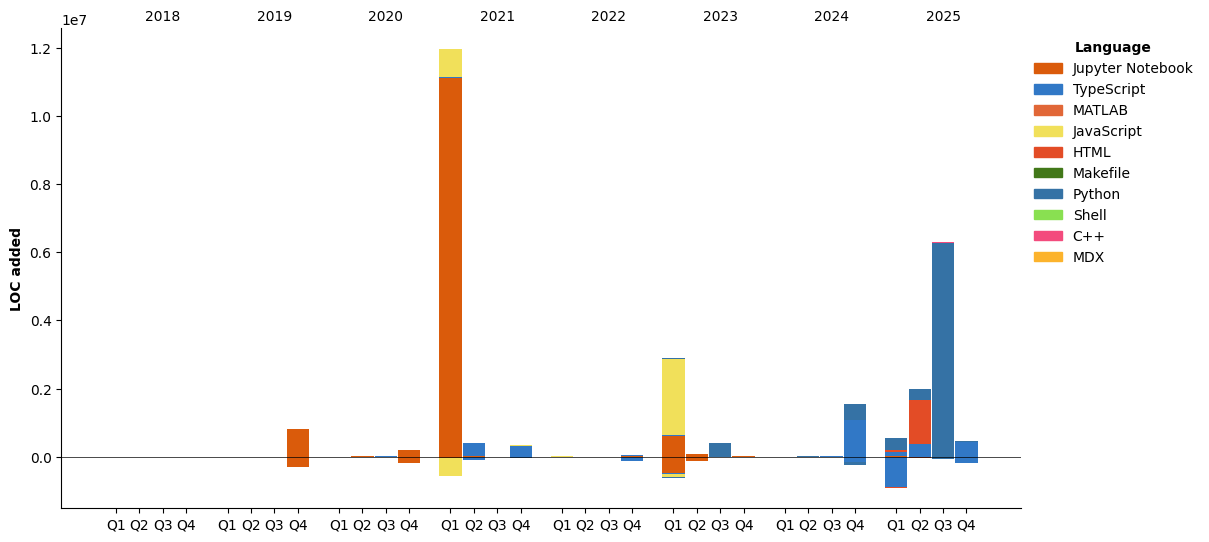 2018 2019 2020 2021 2022 2023 2024 2025
1e7
1.2
1.0
0.8
0.6
0.4
0.2
0.0
LOC added
Q1 Q2 Q3 Q4 Q1 Q2 Q3 Q4 Q1 Q2 Q3 Q4 Q1 Q2 Q3 Q4 Q1 Q2 Q3 Q4 Q1 Q2 Q3 Q4 Q1 Q2 Q3 Q4 Q1 Q2 Q3 Q4
Language
Jupyter Notebook
TypeScript
MATLAB
JavaScript
HTML
Makefile
Python
Shell
C++
MDX